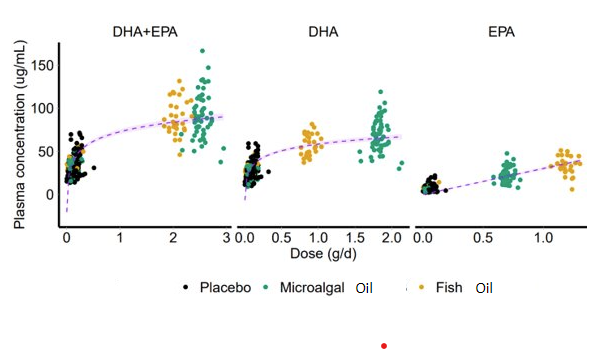 DHA+EPA DHA EPA
Plasma concentration (ug/mL)
150
100
50
0
0 1 2 3 0.0 0.5 1.0 1.5 2.0 0.0 0.5 1.0
Dose (g/d)
Placebo Microalgal Oil Fish Oil